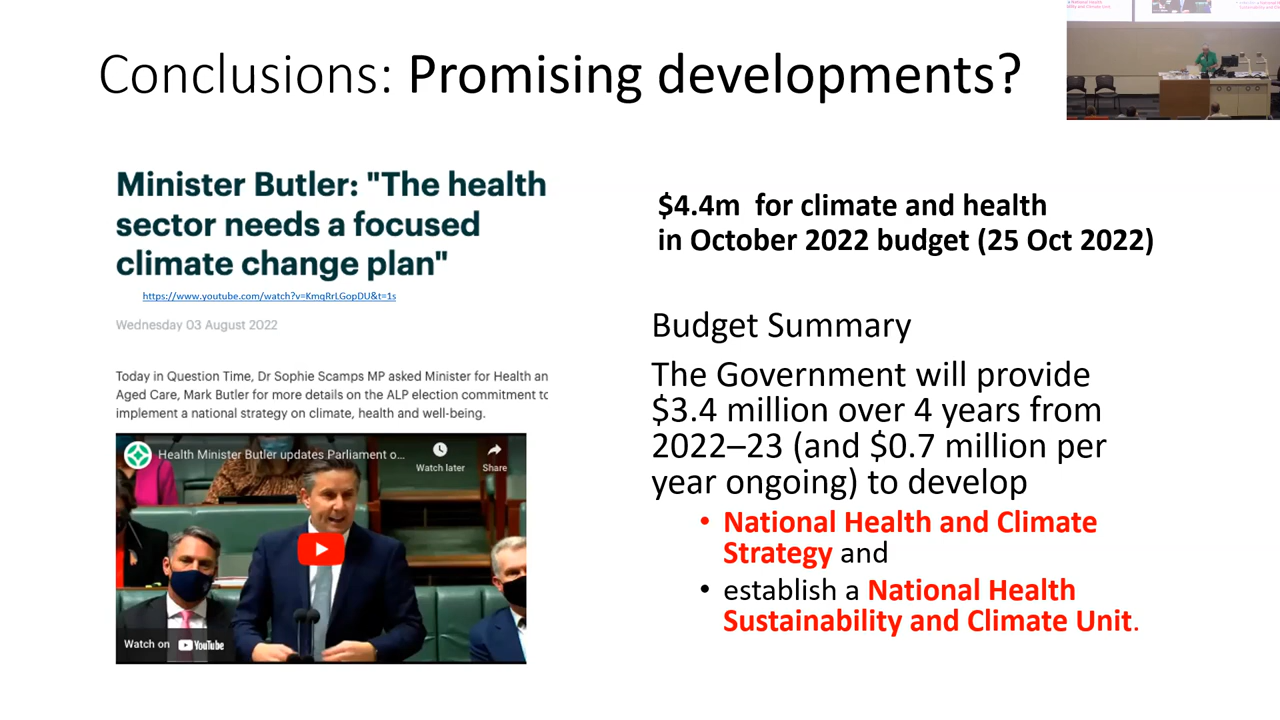 Conclusions: Promising developments?
Minister Butler: "The health
sector needs a focused
climate change plan"
https://www.youtube.com/watch?v=KmqRrLGopDU&t=1s
Wednesday 03 August 2022
Today in Question Time, Dr Sophie Scamps MP asked Minister for Health an
Aged Care, Mark Butler for more details on the ALP election commitment to
implement a national strategy on climate, health and well-being.
Health Minister Butler updates Parliament o...
Watch later
Share
Watch on YouTube
$4.4m for climate and health
in October 2022 budget (25 Oct 2022)
Budget Summary
The Government will provide
$3.4 million over 4 years from
2022–23 (and $0.7 million per
year ongoing) to develop
• National Health and Climate
Strategy and
• establish a National Health
Sustainability and Climate Unit.